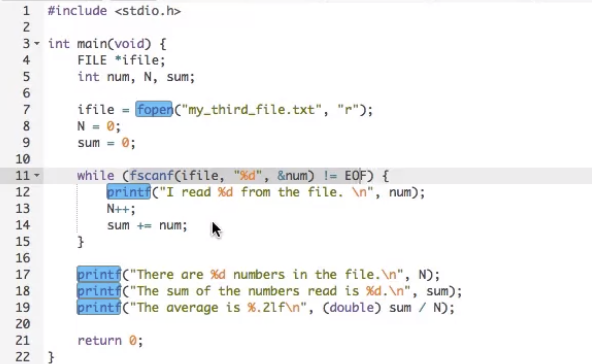 1 #include <stdio.h>
2
3 int main(void) {
4 FILE *ifile;
5 int num, N, sum;
6
7 ifile = fopen("my_third_file.txt", "r");
8 N = 0;
9 sum = 0;
10
11 while (fscanf(ifile, "%d", &num) != EOF) {
12 printf("I read %d from the file. \n", num);
13 N++;
14 sum += num;
15 }
16
17 printf("There are %d numbers in the file.\n", N);
18 printf("The sum of the numbers read is %d.\n", sum);
19 printf("The average is %.2lf\n", (double) sum / N);
20
21 return 0;
22 }